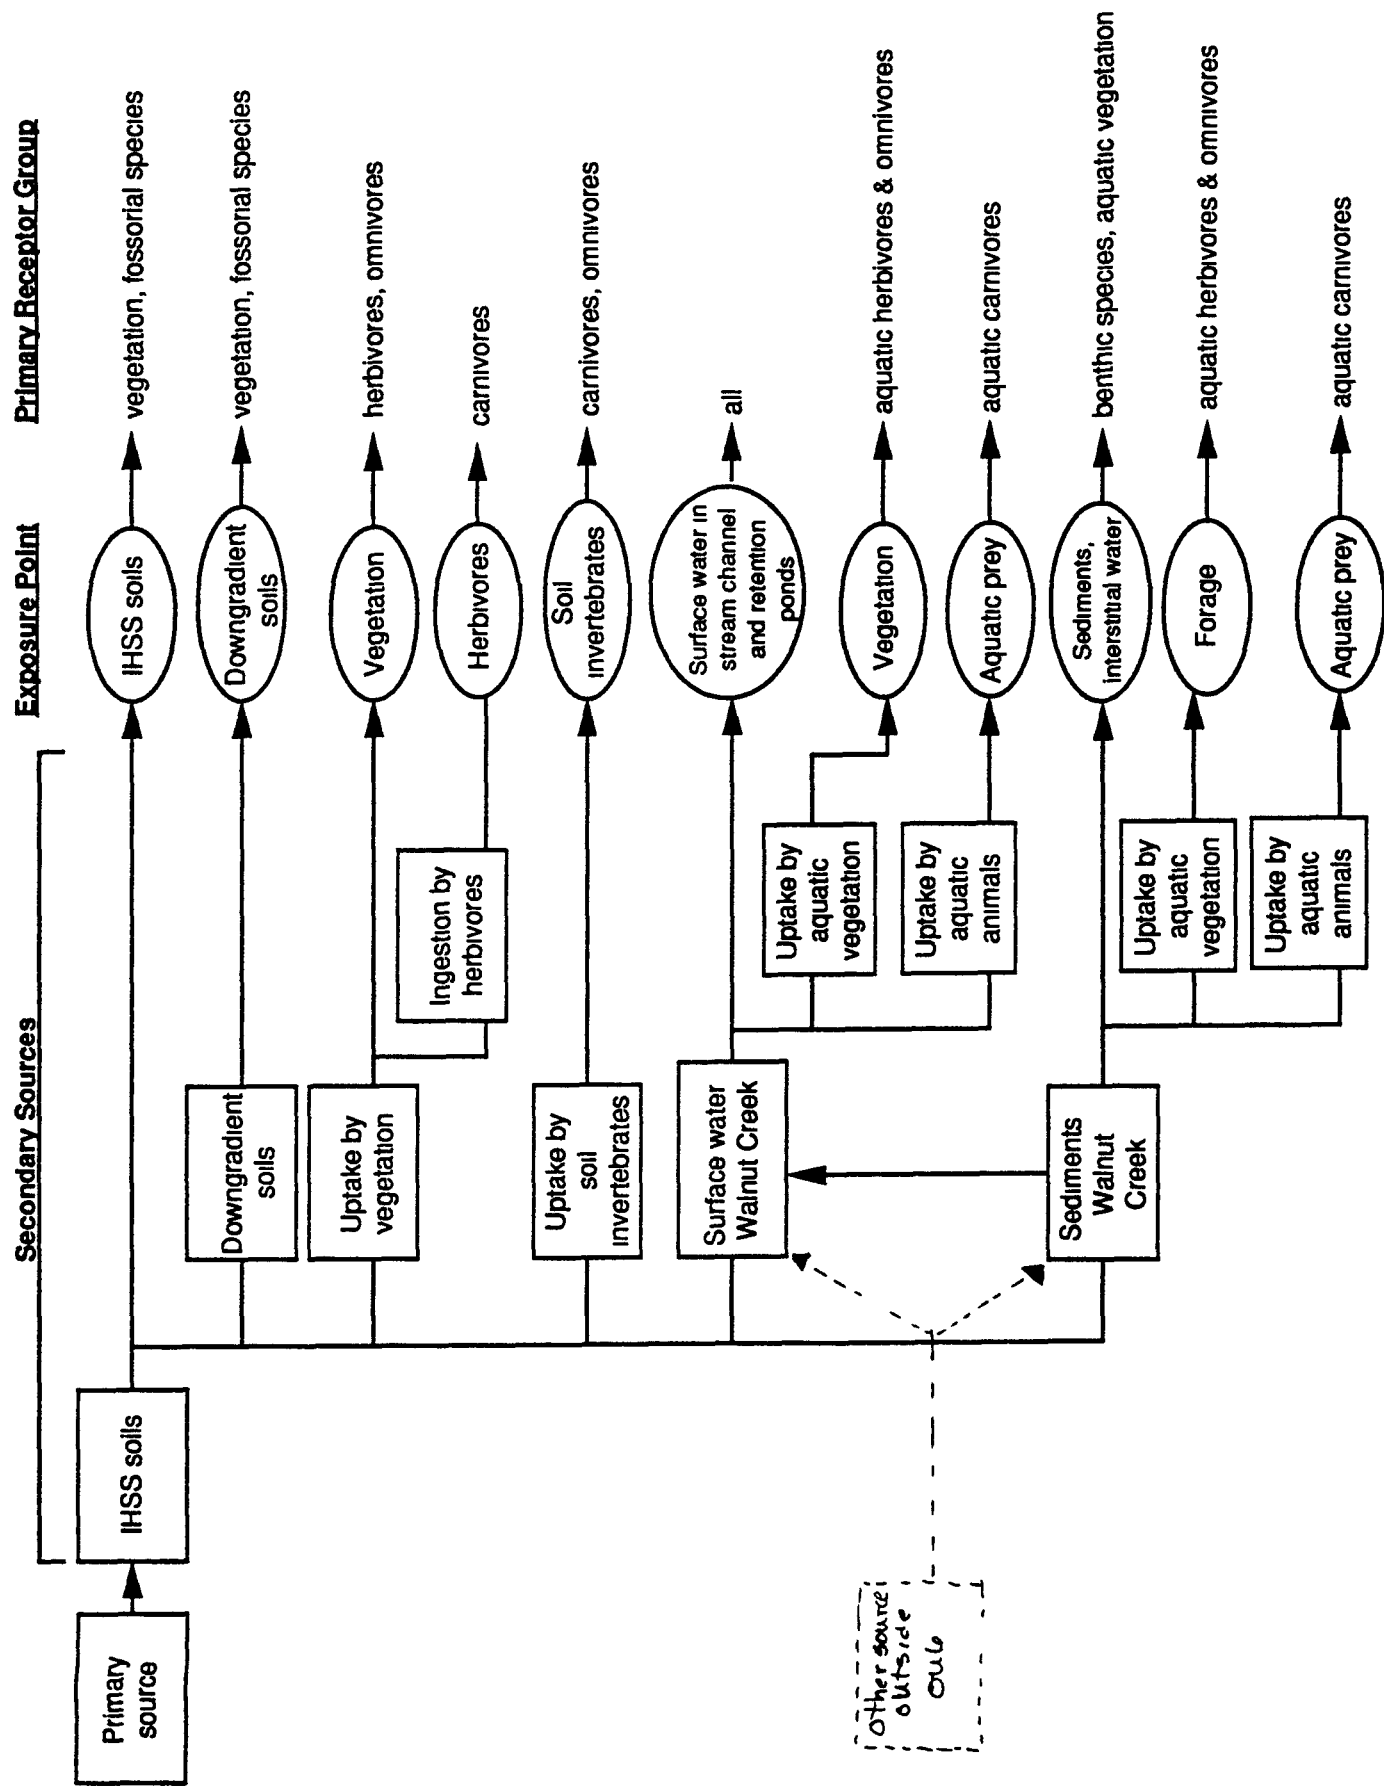 Secondary Sources
Exposure Point
Primary Receptor Group
Primary
source
IHSS soils
IHSS soils
vegetation, fossorial species
Downgradient
soils
Downgradient
soils
vegetation, fossorial species
Uptake by
vegetation
Vegetation
herbivores, omnivores
Ingestion by
herbivores
Herbivores
carnivores
Uptake by
soil
invertebrates
Soil
invertebrates
carnivores, omnivores
Surface water
Walnut Creek
Surface water in
stream channel
and retention
ponds
all
Uptake by
aquatic
vegetation
Vegetation
aquatic herbivores & omnivores
Uptake by
aquatic
animals
Aquatic prey
aquatic carnivores
Sediments
Walnut
Creek
Sediments,
interstitial water
benthic species, aquatic vegetation
Uptake by
aquatic
vegetation
Forage
aquatic herbivores & omnivores
Uptake by
aquatic
animals
Aquatic prey
aquatic carnivores
other source
outside
OU6